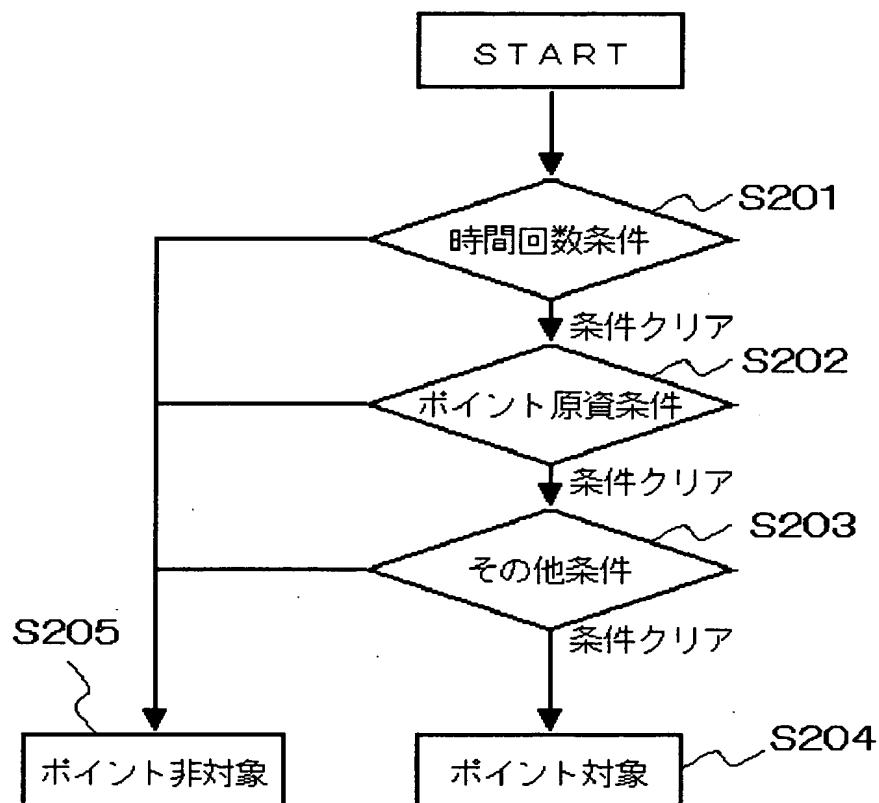 START
S201
時間回数条件
条件クリア
S202
ポイント原資条件
条件クリア
S203
その他条件
条件クリア
S205
S204
ポイント非対象
ポイント対象